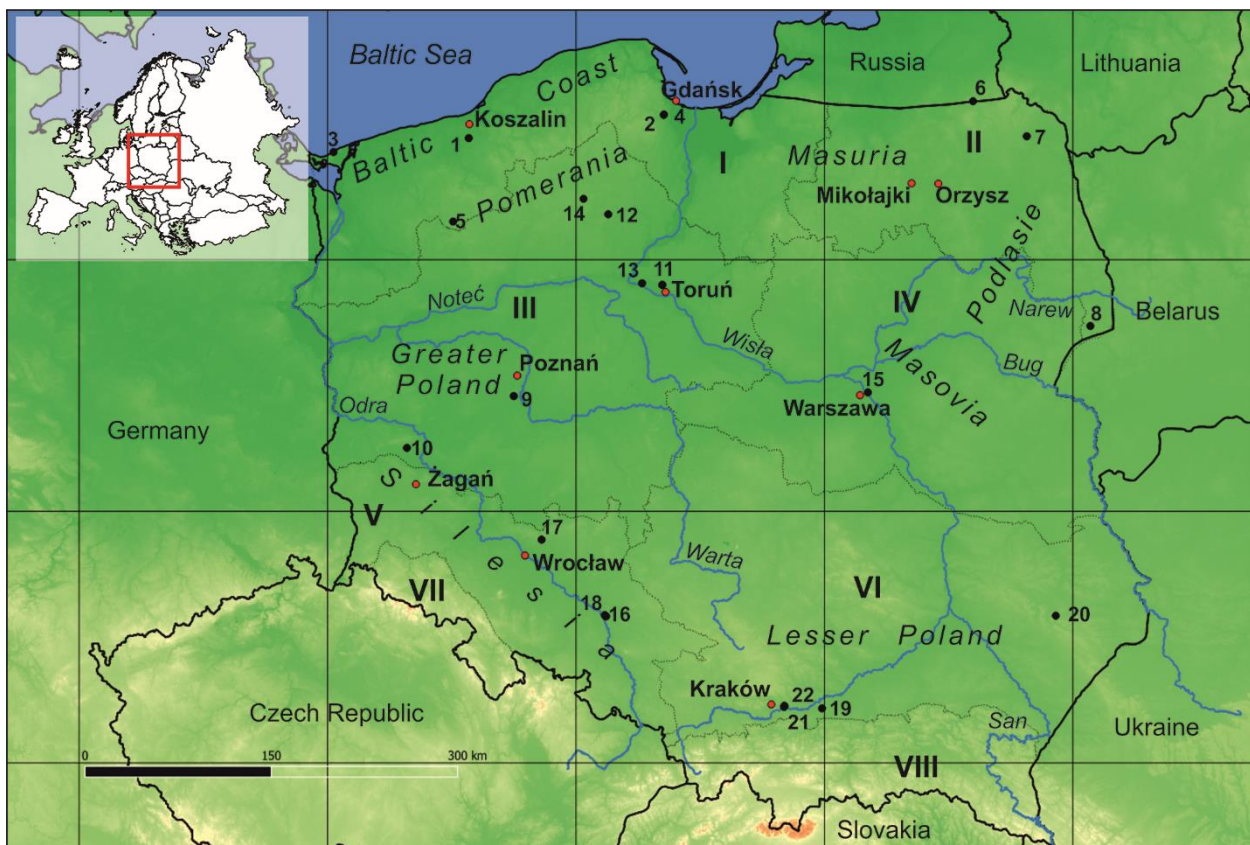 Baltic Sea
Russia
Lithuania
Coast
Gdańsk
6
Koszalin
2
4
3
1
Baltic
II
7
I
Masuria
Pomerania
Mikołajki
Orzysz
14
12
5
Podlasie
13
11
Toruń
Noteć
III
IV
Narew
Belarus
8
Wisła
Masovia
Greater
Poland
Poznań
Bug
15
9
Warszawa
Odra
Germany
10
Żagań
Silesia
V
17
Wrocław
Warta
VII
VI
18
16
20
Lesser Poland
Kraków
22
19
21
San
Czech Republic
Ukraine
0
150
300 km
VIII
Slovakia